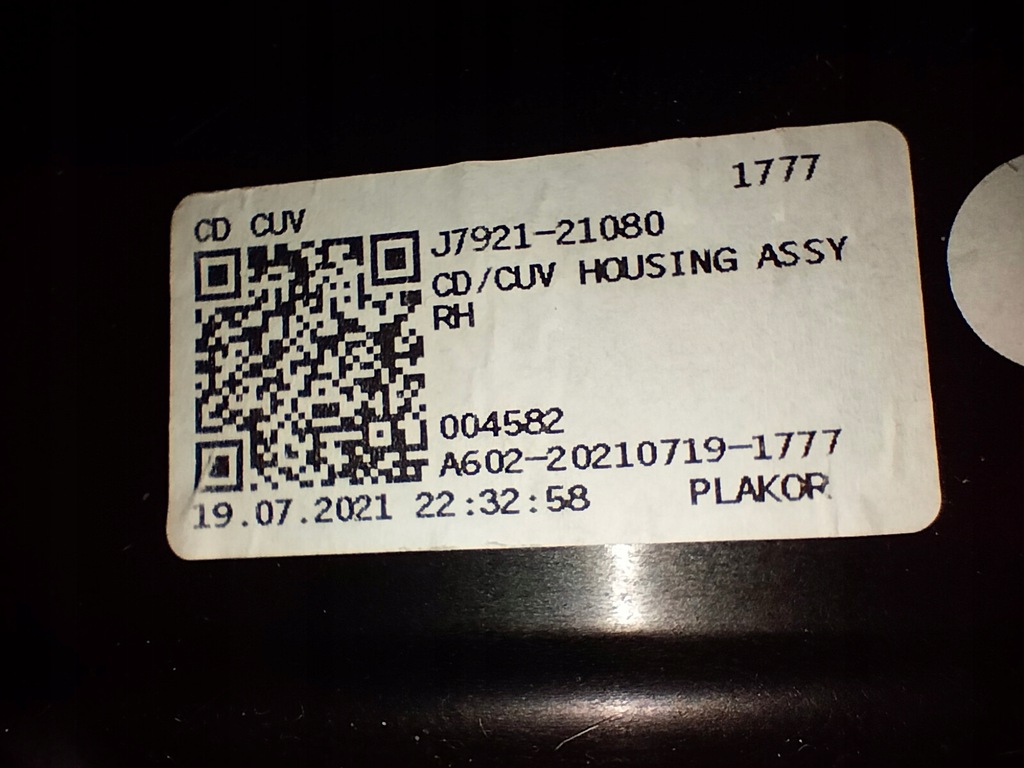 1777
CD CUV
J7921-21080
CD/CUV HOUSING ASSY
RH
004582
A602-20210719-1777
19.07.2021 22:32:58 PLAKOR